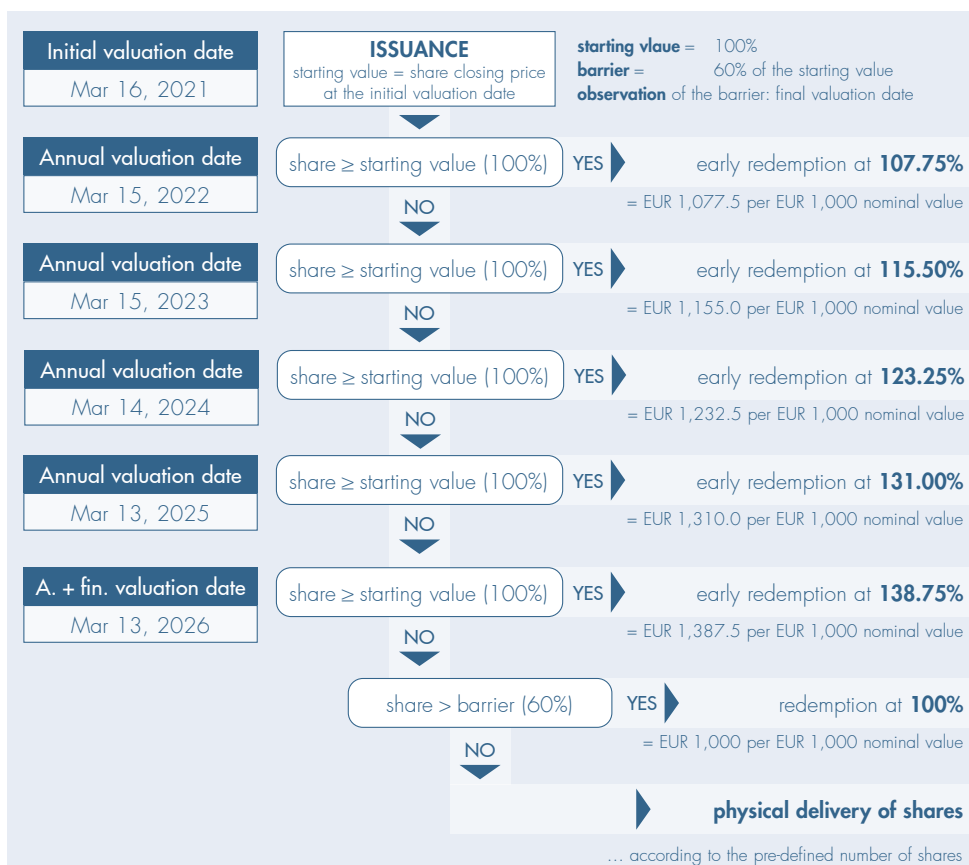 Initial valuation date
Mar 16, 2021
ISSUANCE
starting value = share closing price
at the initial valuation date
starting vlaue = 100%
barrier = 60% of the starting value
observation of the barrier: final valuation date
Annual valuation date
Mar 15, 2022
share ≥ starting value (100%)
YES
early redemption at 107.75%
= EUR 1,077.5 per EUR 1,000 nominal value
NO
Annual valuation date
Mar 15, 2023
share ≥ starting value (100%)
YES
early redemption at 115.50%
= EUR 1,155.0 per EUR 1,000 nominal value
NO
Annual valuation date
Mar 14, 2024
share ≥ starting value (100%)
YES
early redemption at 123.25%
= EUR 1,232.5 per EUR 1,000 nominal value
NO
Annual valuation date
Mar 13, 2025
share ≥ starting value (100%)
YES
early redemption at 131.00%
= EUR 1,310.0 per EUR 1,000 nominal value
NO
A. + fin. valuation date
Mar 13, 2026
share ≥ starting value (100%)
YES
early redemption at 138.75%
= EUR 1,387.5 per EUR 1,000 nominal value
NO
share > barrier (60%)
YES
redemption at 100%
= EUR 1,000 per EUR 1,000 nominal value
NO
physical delivery of shares
... according to the pre-defined number of shares